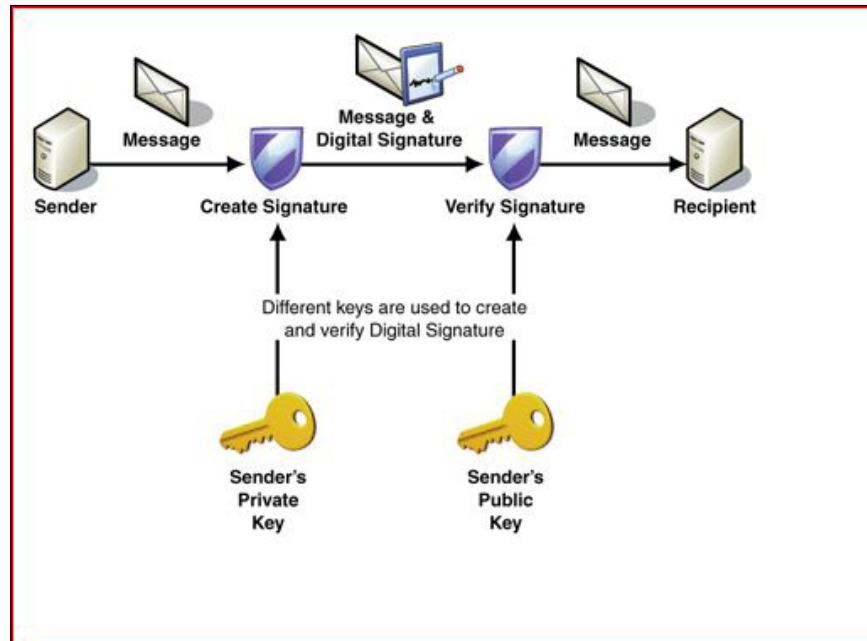 Message
Message &
Digital Signature
Message
Sender
Create Signature
Verify Signature
Recipient
Different keys are used to create
and verify Digital Signature
Sender's
Private
Key
Sender's
Public
Key